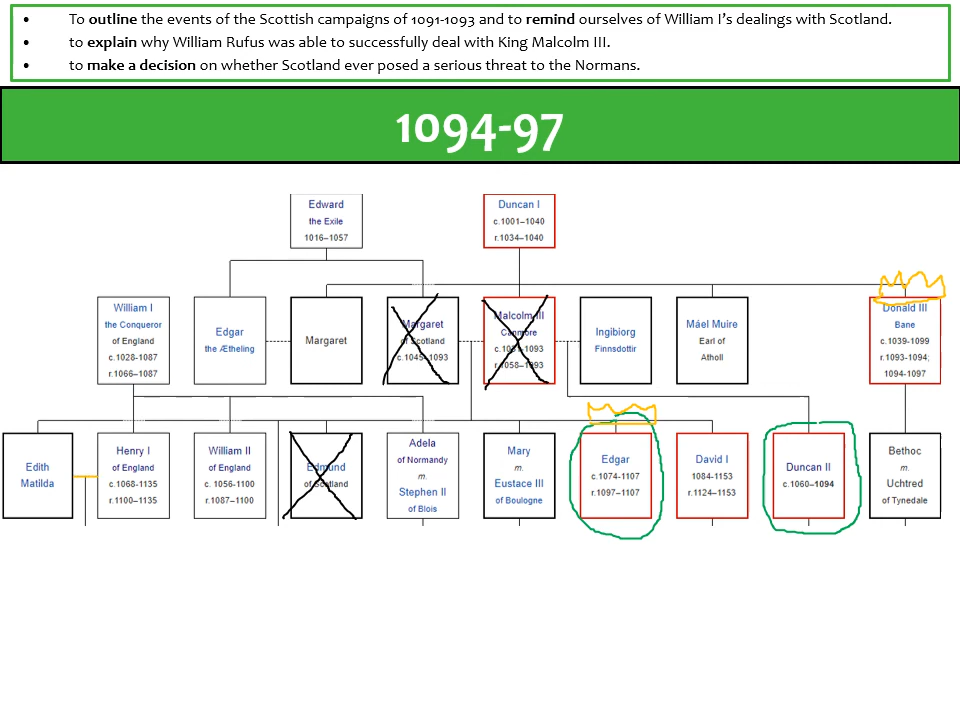 • To outline the events of the Scottish campaigns of 1091-1093 and to remind ourselves of William I's dealings with Scotland.
• to explain why William Rufus was able to successfully deal with King Malcolm III.
• to make a decision on whether Scotland ever posed a serious threat to the Normans.
1094-97
Edward
the Exile
1016–1057
Duncan I
c.1001–1040
r.1034–1040
William I
the Conqueror
of England
c.1028-1087
r.1066–1087
Edgar
the Ætheling
Margaret
Margaret
of Scotland
c.1045–1093
Malcolm III
Canmore
c.1031–1093
r.1058–1093
Ingibiorg
Finnsdottir
Máel Muire
Earl of
Atholl
Donald III
Bane
c.1039-1099
r.1093-1094;
1094-1097
Edith
Matilda
Henry I
of England
c.1068-1135
r.1100–1135
William II
of England
c. 1056-1100
r.1087–1100
Edmund
of Scotland
Adela
of Normandy
m.
Stephen II
of Blois
Mary
m.
Eustace III
of Boulogne
Edgar
c.1074-1107
r.1097–1107
David I
1084-1153
r.1124–1153
Duncan II
c.1060–1094
Bethoc
m.
Uchtred
of Tynedale